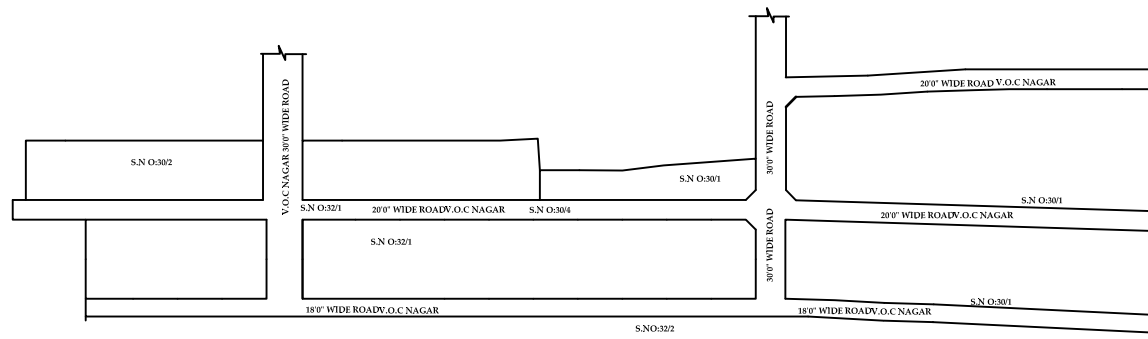 20'0" WIDE ROAD V.O.C NAGAR
V.O.C NAGAR 30'0" WIDE ROAD
30'0" WIDE ROAD
S.N O:30/2
S.N O:30/1
S.N O:30/1
S.N O:32/1
20'0" WIDE ROADV.O.C NAGAR
S.N O:30/4
20'0" WIDE ROADV.O.C NAGAR
30'0" WIDE ROAD
S.N O:32/1
S.N O:30/1
18'0" WIDE ROADV.O.C NAGAR
18'0" WIDE ROADV.O.C NAGAR
S.NO:32/2